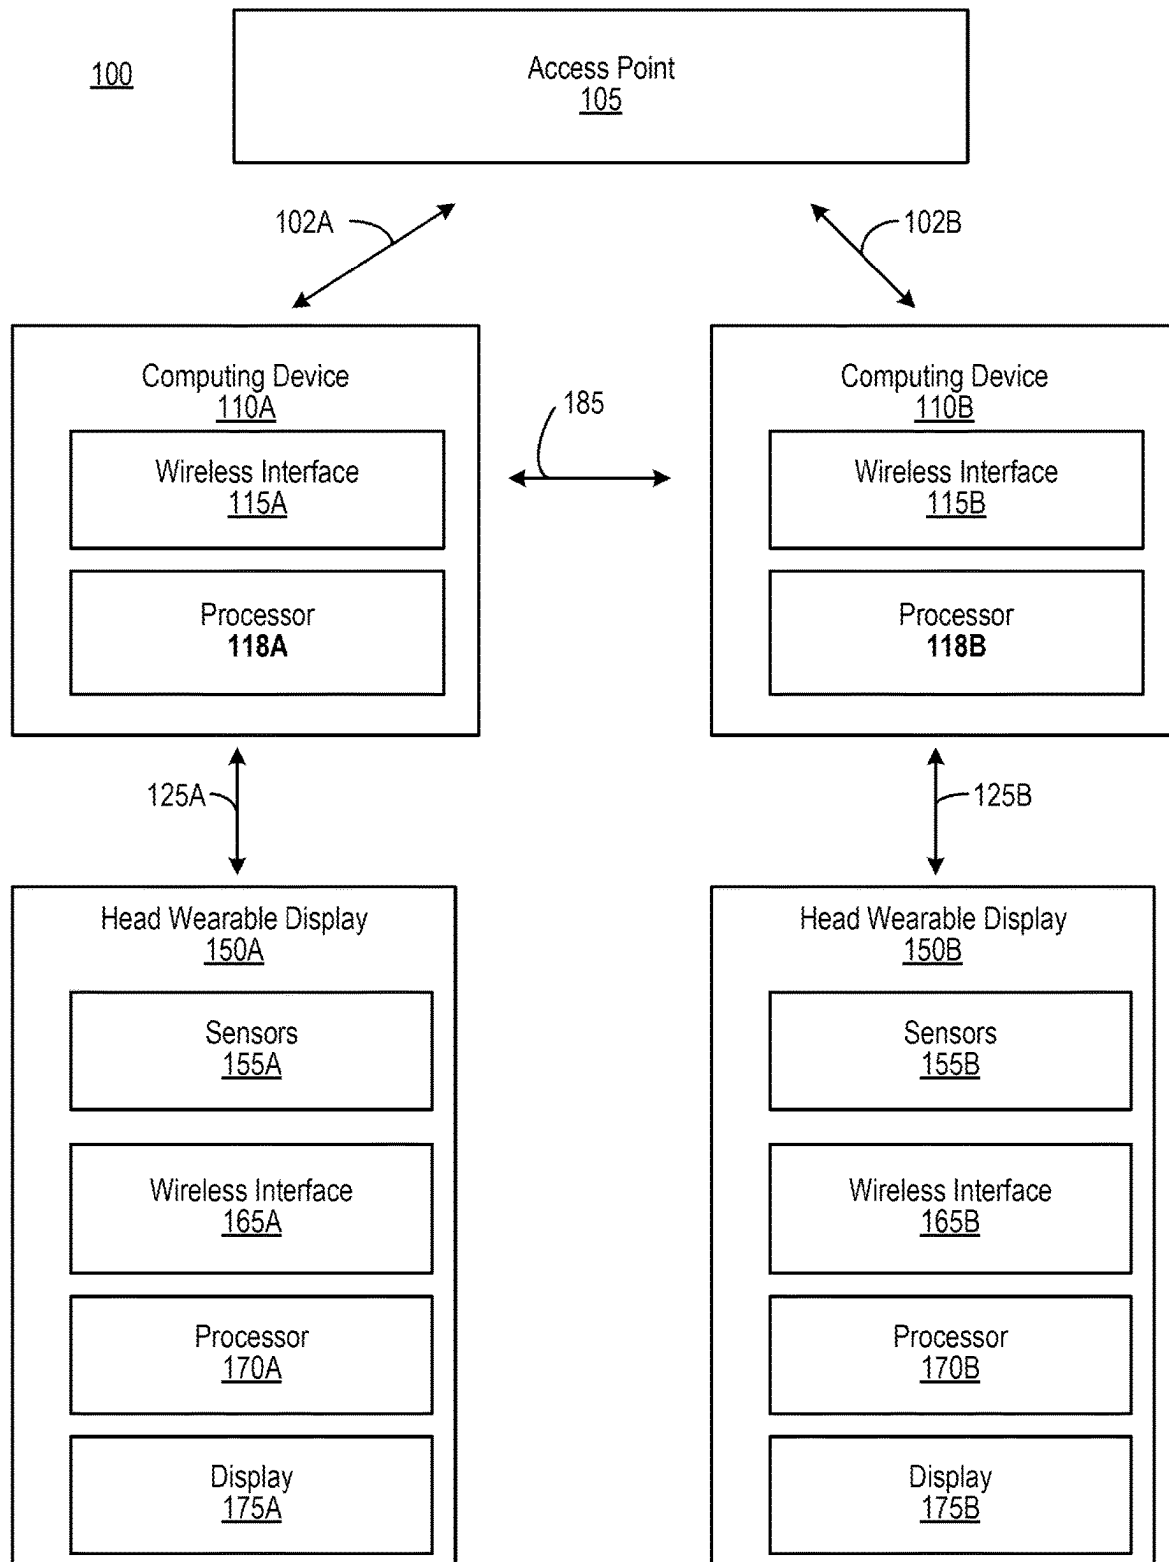 100
Access Point
105
102A
102B
Computing Device
110A
Computing Device
110B
185
Wireless Interface
115A
Wireless Interface
115B
Processor
118A
Processor
118B
125A
125B
Head Wearable Display
150A
Head Wearable Display
150B
Sensors
155A
Sensors
155B
Wireless Interface
165A
Wireless Interface
165B
Processor
170A
Processor
170B
Display
175A
Display
175B